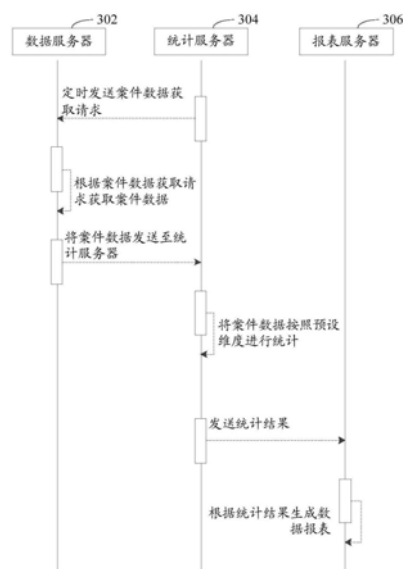 302
304
306
数据服务器
统计服务器
报表服务器
定时发送案件数据获
取请求
根据案件数据获取请
求获取案件数据
将案件数据发送至统
计服务器
将案件数据按照预设
维度进行统计
发送统计结果
根据统计结果生成数
据报表